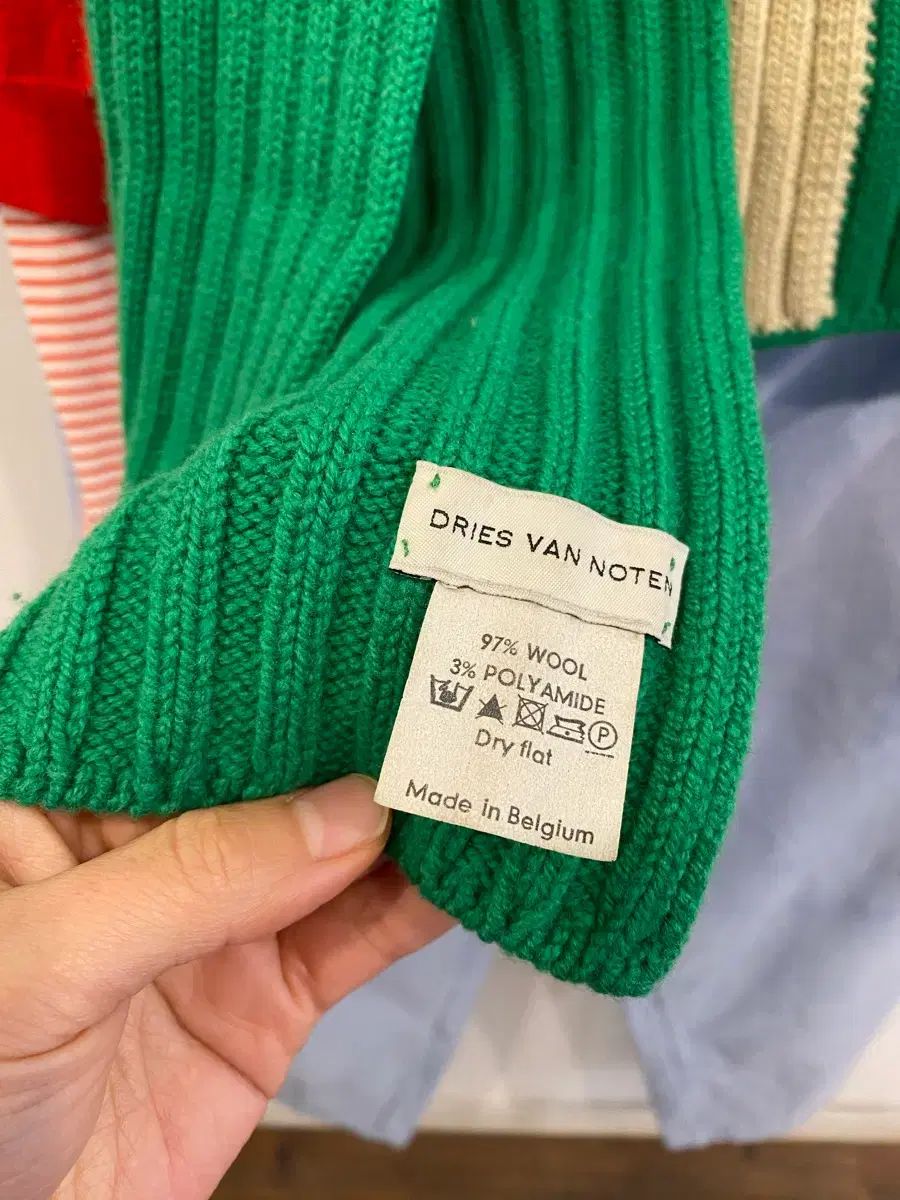 DRIES VAN NOTEN
97% WOOL
3% POLYAMIDE
P
Dry flat
Made in Belgium